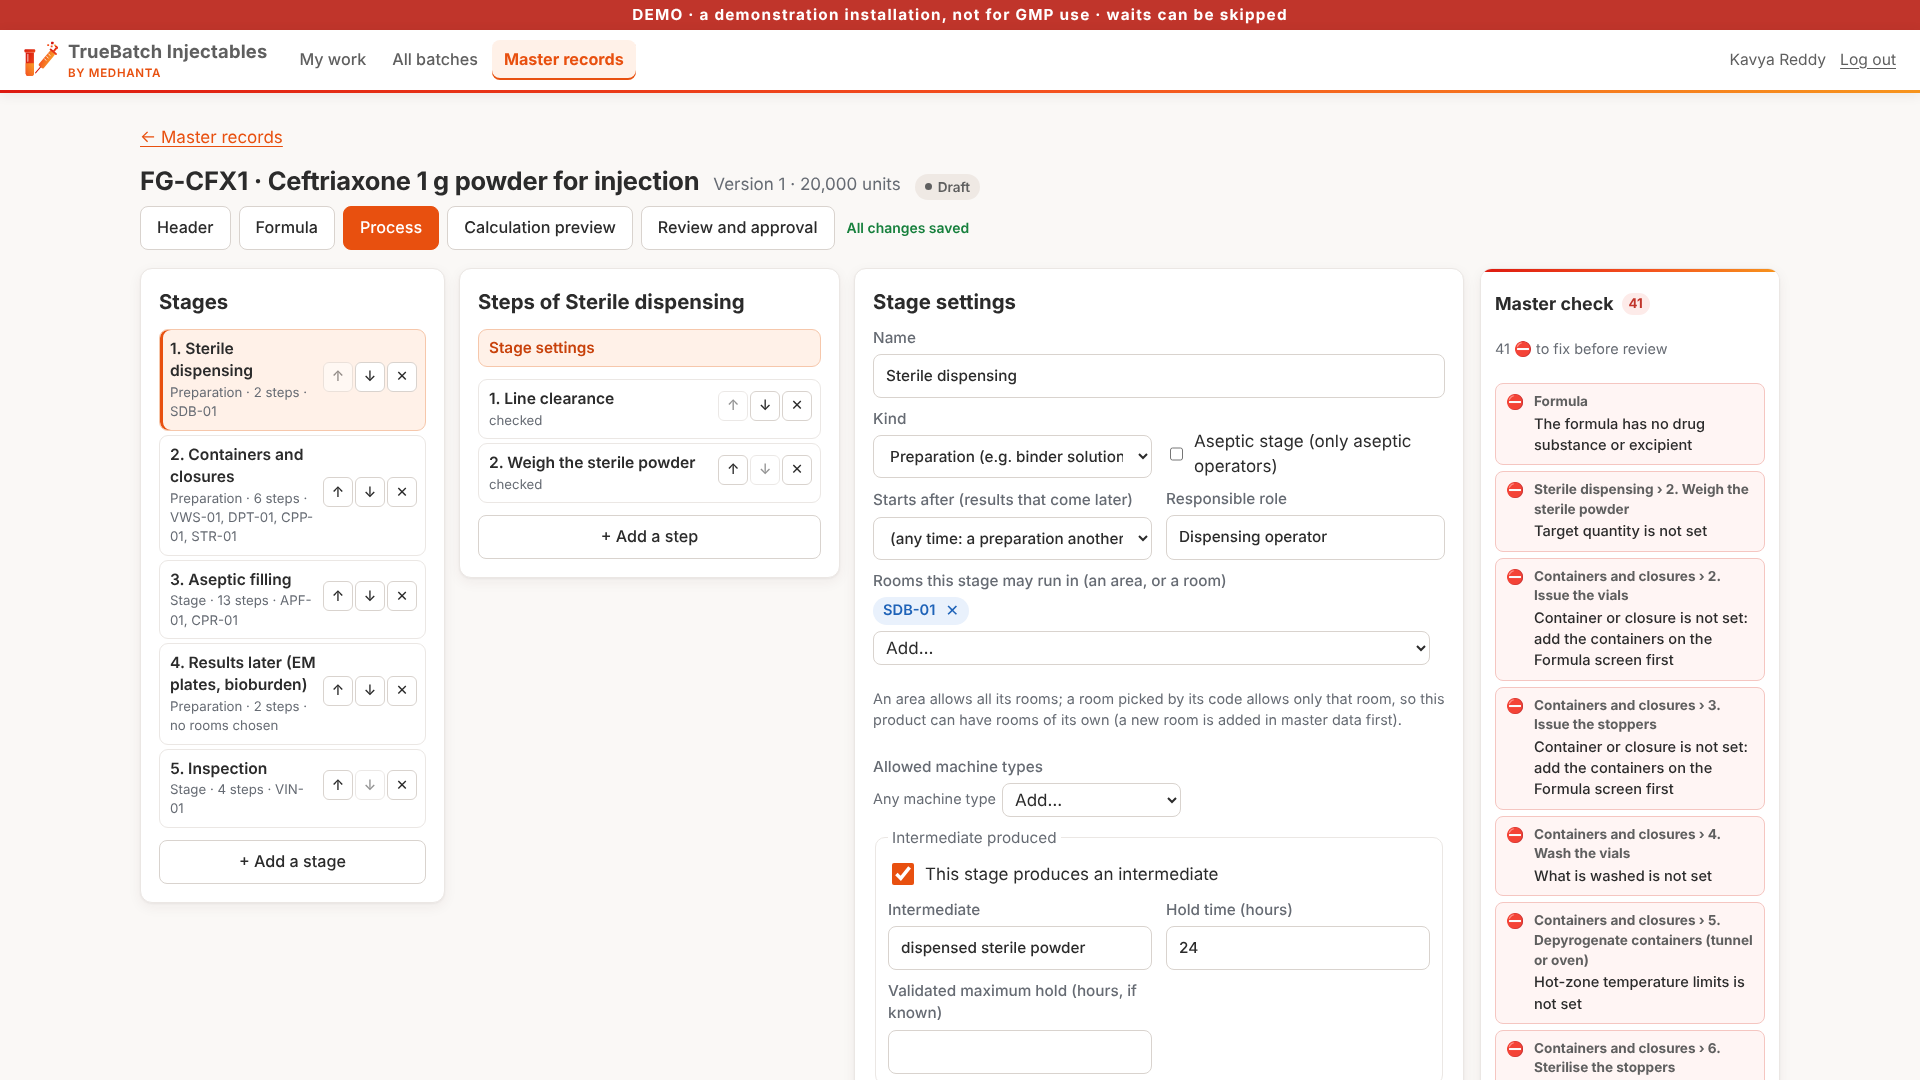 DEMO · a demonstration installation, not for GMP use · waits can be skipped
TrueBatch Injectables
BY MEDHANTA
My work
All batches
Master records
Kavya Reddy
Log out
← Master records
FG-CFX1 · Ceftriaxone 1 g powder for injection
Version 1 · 20,000 units
Draft
Header
Formula
Process
Calculation preview
Review and approval
All changes saved
Stages
1. Sterile
dispensing
Preparation · 2 steps ·
SDB-01
↑ ↓ ✕
2. Containers and
closures
Preparation · 6 steps ·
VWS-01, DPT-01, CPP-
01, STR-01
↑ ↓ ✕
3. Aseptic filling
Stage · 13 steps · APF-
01, CPR-01
↑ ↓ ✕
4. Results later (EM
plates, bioburden)
Preparation · 2 steps ·
no rooms chosen
↑ ↓ ✕
5. Inspection
Stage · 4 steps · VIN-
01
↑ ↓ ✕
+ Add a stage
Steps of Sterile dispensing
Stage settings
1. Line clearance
checked
↑ ↓ ✕
2. Weigh the sterile powder
checked
↑ ↓ ✕
+ Add a step
Stage settings
Name
Sterile dispensing
Kind
Preparation (e.g. binder solution
Aseptic stage (only aseptic
operators)
Starts after (results that come later)
(any time: a preparation another
Responsible role
Dispensing operator
Rooms this stage may run in (an area, or a room)
SDB-01 ✕
Add...
An area allows all its rooms; a room picked by its code allows only that room, so this
product can have rooms of its own (a new room is added in master data first).
Allowed machine types
Any machine type
Add...
Intermediate produced
This stage produces an intermediate
Intermediate
dispensed sterile powder
Hold time (hours)
24
Validated maximum hold (hours, if
known)
Master check 41
41 ⛔ to fix before review
Formula
The formula has no drug
substance or excipient
Sterile dispensing › 2. Weigh the
sterile powder
Target quantity is not set
Containers and closures › 2.
Issue the vials
Container or closure is not set:
add the containers on the
Formula screen first
Containers and closures › 3.
Issue the stoppers
Container or closure is not set:
add the containers on the
Formula screen first
Containers and closures › 4.
Wash the vials
What is washed is not set
Containers and closures › 5.
Depyrogenate containers (tunnel
or oven)
Hot-zone temperature limits is
not set
Containers and closures › 6.
Sterilise the stoppers